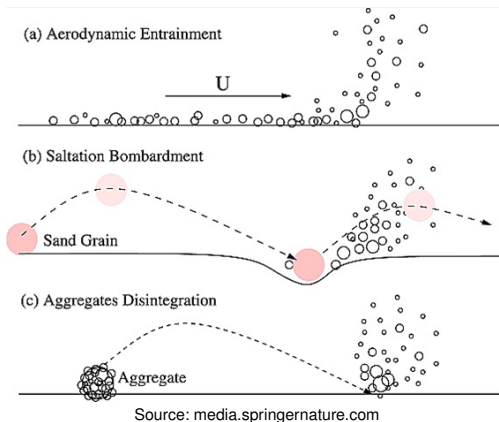 (a) Aerodynamic Entrainment
U
(b) Saltation Bombardment
Sand Grain
(c) Aggregates Disintegration
Aggregate
Source: media.springernature.com